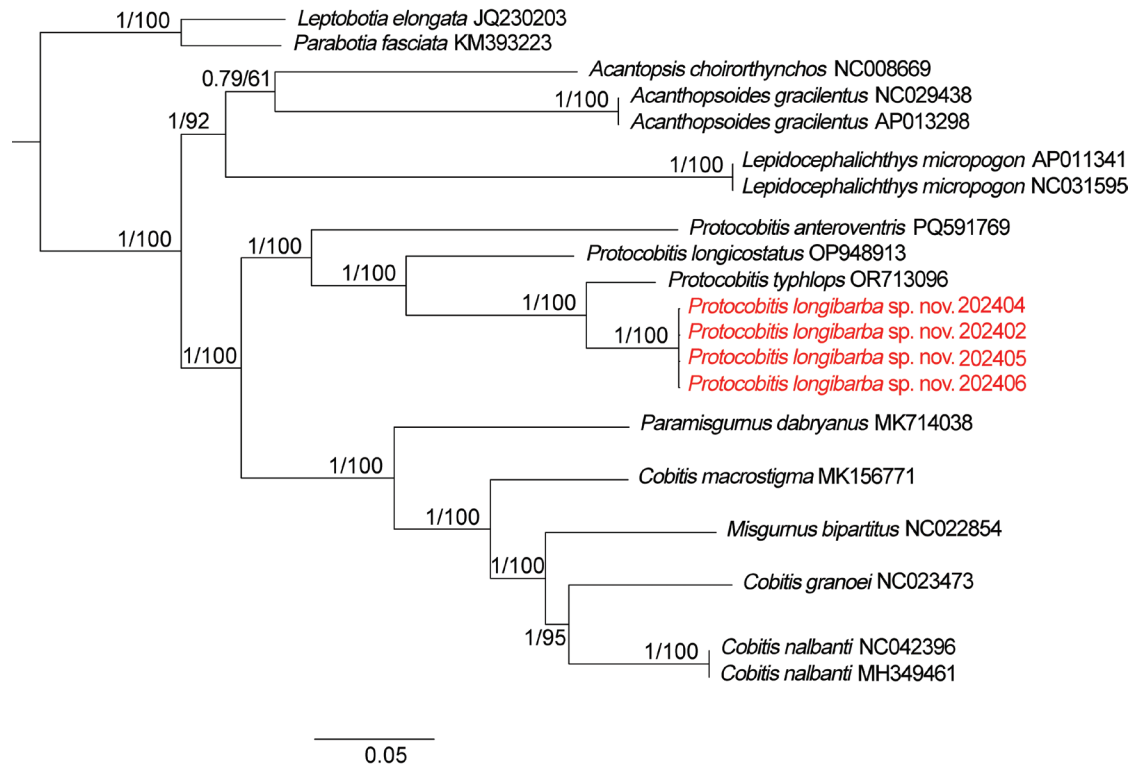 1/100
Leptobotia elongata JQ230203
Parabotia fasciata KM393223
0.79/61
Acantopsis choirorthynchos NC008669
1/100
Acanthopsoides gracilentus NC029438
Acanthopsoides gracilentus AP013298
1/92
1/100
Lepidocephalichthys micropogon AP011341
Lepidocephalichthys micropogon NC031595
1/100
1/100
Protocobitis anteroventris PQ591769
1/100
Protocobitis longicostatus OP948913
1/100
Protocobitis typhlops OR713096
1/100
Protocobitis longibarba sp. nov. 202404
Protocobitis longibarba sp. nov. 202402
Protocobitis longibarba sp. nov. 202405
Protocobitis longibarba sp. nov. 202406
1/100
1/100
Paramisgurnus dabryanus MK714038
1/100
Cobitis macrostigma MK156771
1/100
Misgurnus bipartitus NC022854
1/95
Cobitis granoei NC023473
1/100
Cobitis nalbanti NC042396
Cobitis nalbanti MH349461
0.05